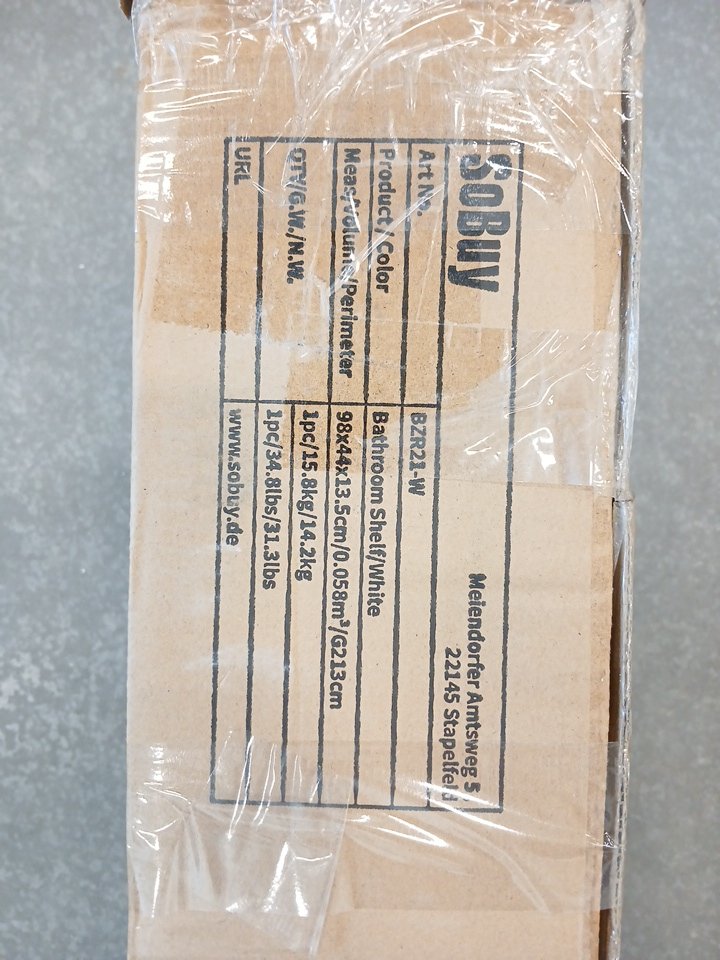 SoBuy
Meiendorfer Amtsweg 5,
22145 Stapelfeld
Art No. BZR21-W
Product/Color Bathroom Shelf/White
Meas/Volume/Perimeter 98x44x13.5cm/0.058m³/G213cm
QTY/G.W./N.W. 1pc/15.8kg/14.2kg
1pc/34.8lbs/31.3lbs
URL www.sobuy.de